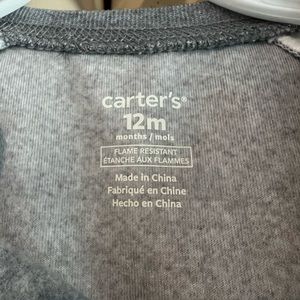 carter's®
12m
months / mois
FLAME RESISTANT
ÉTANCHE AUX FLAMMES
Made in China
Fabriqué en Chine
Hecho en China